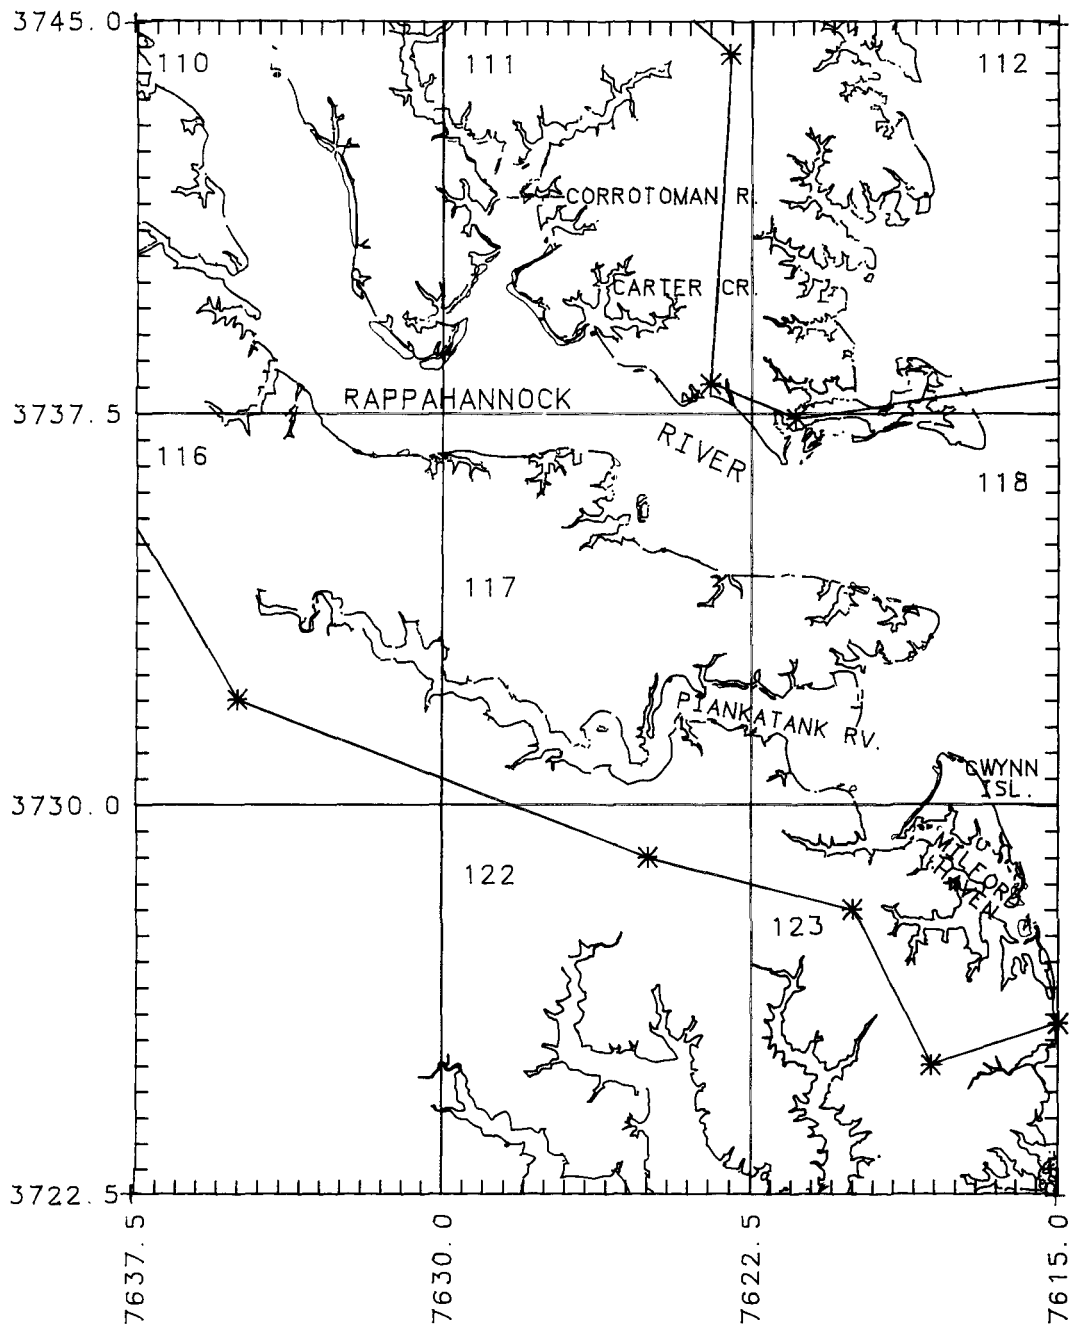 3745.0
110
111
112
CORROTOMAN R.
CARTER CR.
RAPPAHANNOCK
3737.5
RIVER
116
118
117
PIANKATANK RV.
GWYNN
ISL.
3730.0
MILFORD
HAVEN
122
123
3722.5
7637.5
7630.0
7622.5
7615.0